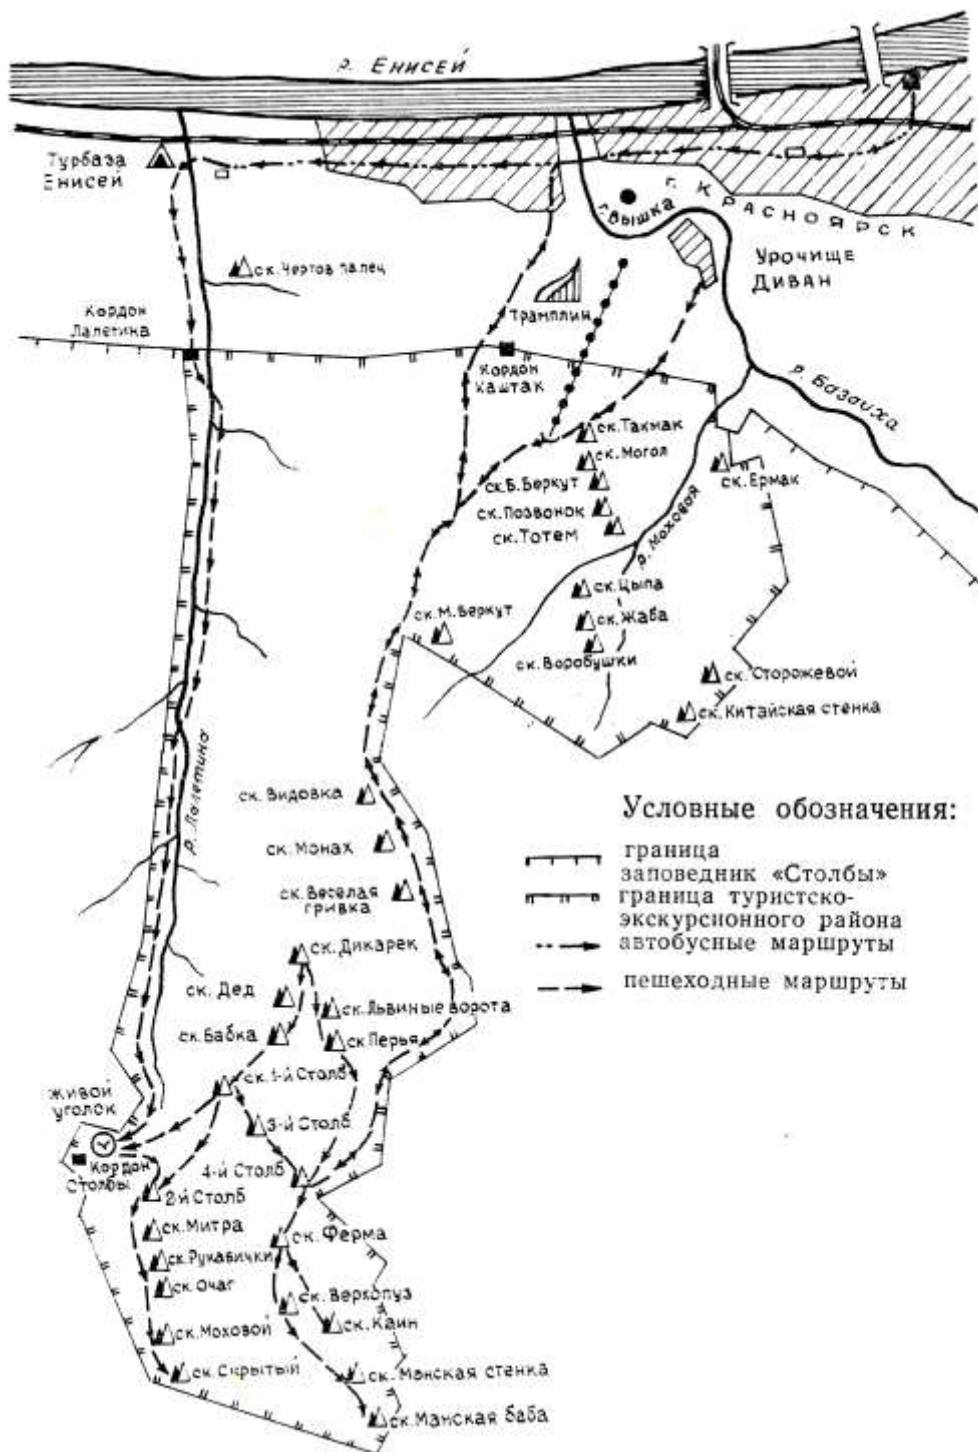 р. Енисей
Турбаза
Енисей
г. Вышка
г. Красноярск
Урочище
Диван
ск. Чертов палец
Трамплин
Кордон
Лалетина
Кордон
Каштак
р. Базаиха
ск. Такмак
ск. Могол
ск. Б. Беркут
ск. Ермак
ск. Позвонок
ск. Тотем
р. Моховая
ск. Цыпа
ск. М. Беркут
ск. Жаба
ск. Воробушки
ск. Сторожевой
ск. Китайская стенка
р. Лалетина
ск. Видовка
ск. Монах
ск. Веселая
гривка
Условные обозначения:
граница
заповедник «Столбы»
граница туристско-
экскурсионного района
автобусные маршруты
пешеходные маршруты
ск. Дикарек
ск. Дед
ск. Львиные ворота
ск. Бабка
ск. Перья
ск. 1-й Столб
Живой
уголок
3-й Столб
Кордон
Столбы
4-й Столб
2-й Столб
ск. Митра
ск. Ферма
ск. Рукавички
ск. Очаг
ск. Верхопуз
ск. Каин
ск. Моховой
ск. Скрытый
ск. Манская стенка
ск. Манская баба